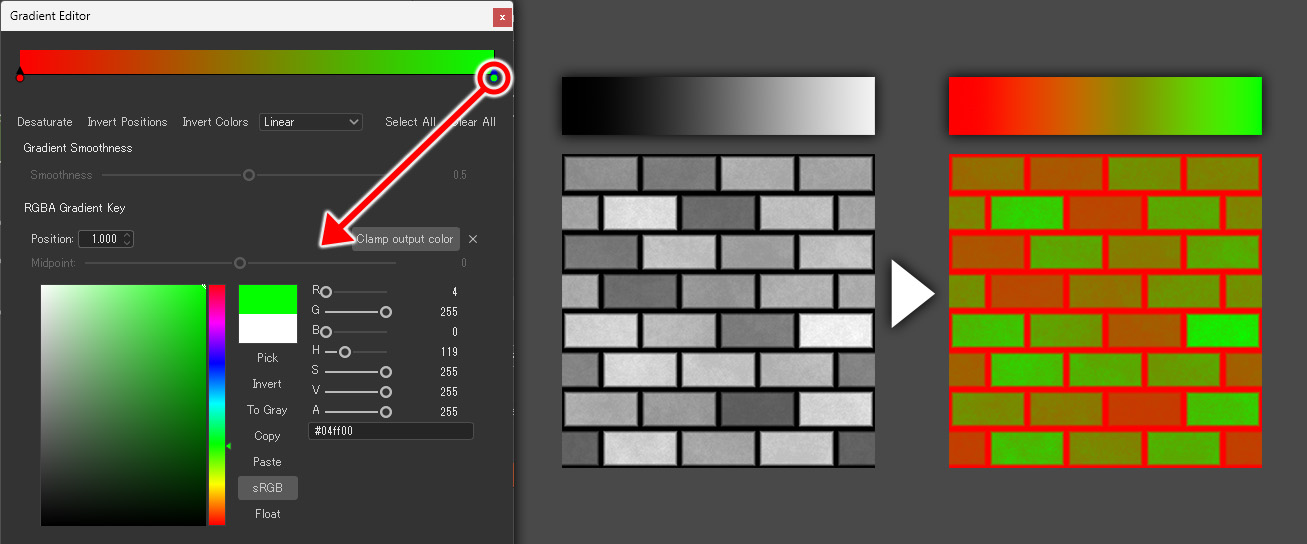 Gradient Editor
x
Desaturate Invert Positions Invert Colors Linear Select All Clear All
Gradient Smoothness
Smoothness 0.5
RGBA Gradient Key
Position: 1.000 Clamp output color ×
Midpoint: 0
R 4
G 255
B 0
H 119
S 255
V 255
A 255
#04ff00
Pick
Invert
To Gray
Copy
Paste
sRGB
Float